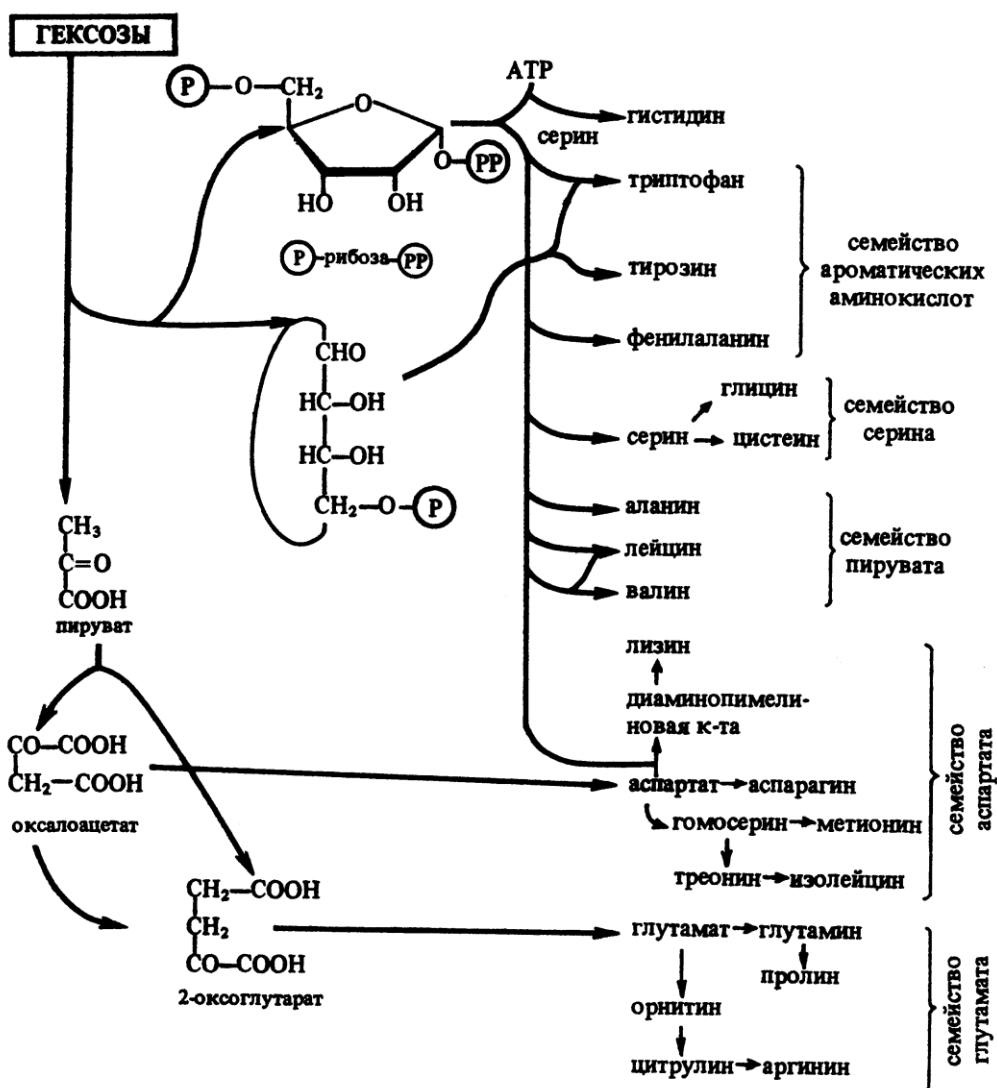 ГЕКСОЗЫ
P—O—CH₂
O
O—PP
HO OH
P-рибоза-PP
ATP
серин
гистидин
триптофан
тирозин
фенилаланин
семейство
ароматических
аминокислот
CHO
HC—OH
HC—OH
CH₂—O—P
глицин
серин → цистеин
семейство
серина
аланин
лейцин
валин
семейство
пирувата
CH₃
C=O
COOH
пируват
CO—COOH
CH₂—COOH
оксалоацетат
CH₂—COOH
CH₂
CO—COOH
2-оксоглутарат
лизин
диаминопимели-
новая к-та
аспартат → аспарагин
гомосерин → метионин
треонин → изолейцин
семейство
аспартата
глутамат → глутамин
пролин
орнитин
цитрулин → аргинин
семейство
глутамата